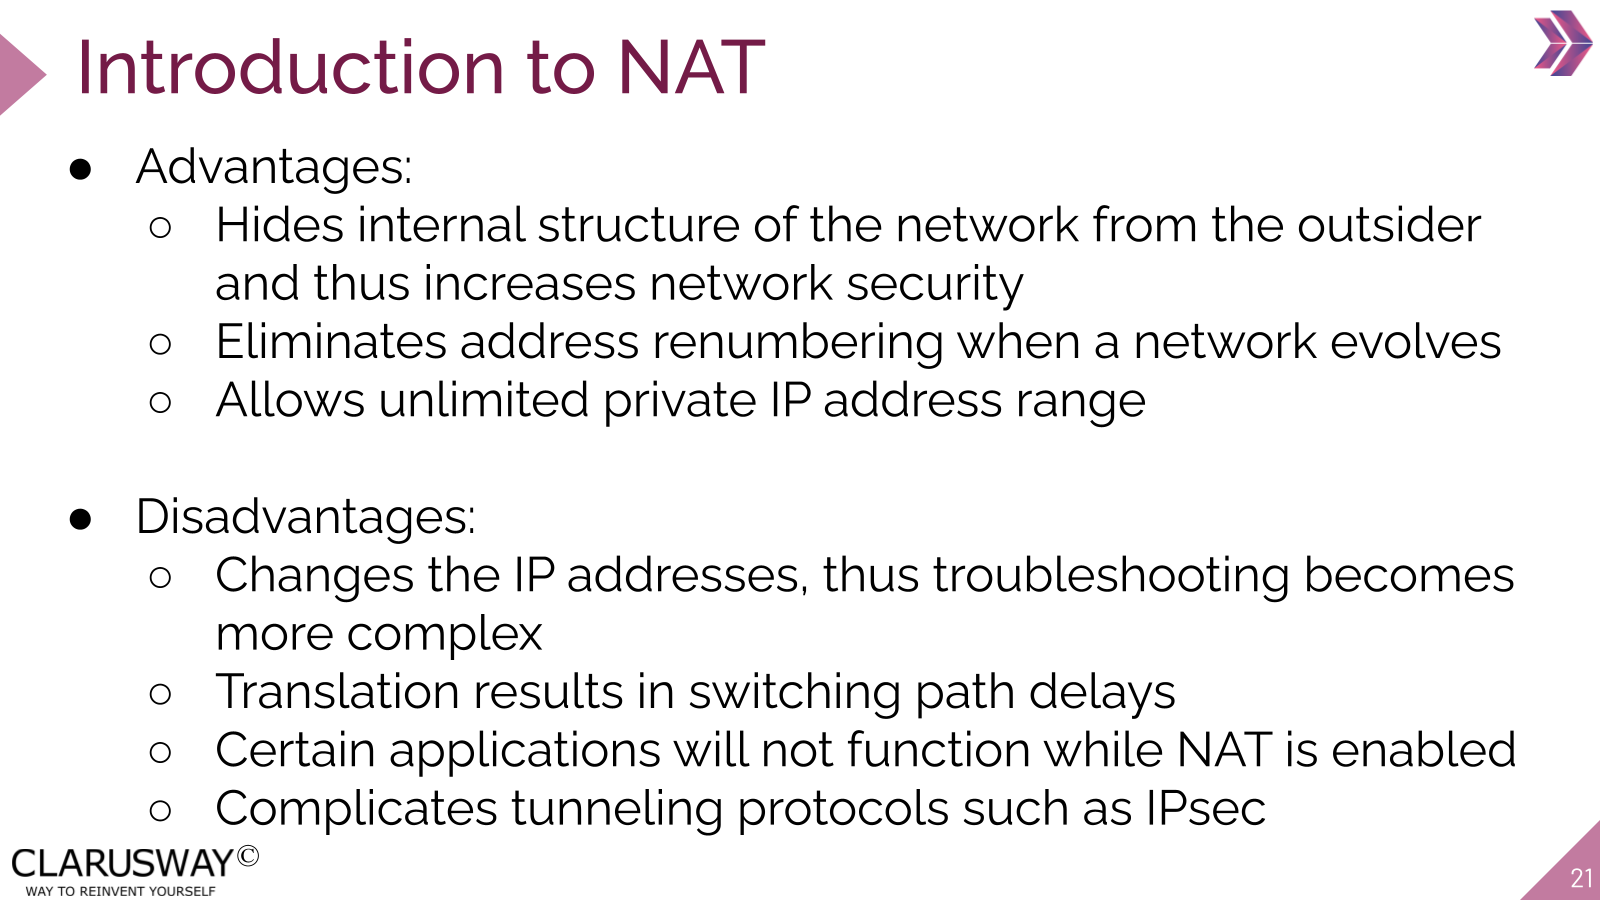 Introduction to NAT
● Advantages:
○ Hides internal structure of the network from the outsider
and thus increases network security
○ Eliminates address renumbering when a network evolves
○ Allows unlimited private IP address range
● Disadvantages:
○ Changes the IP addresses, thus troubleshooting becomes
more complex
○ Translation results in switching path delays
○ Certain applications will not function while NAT is enabled
○ Complicates tunneling protocols such as IPsec
CLARUSWAY©
WAY TO REINVENT YOURSELF
21